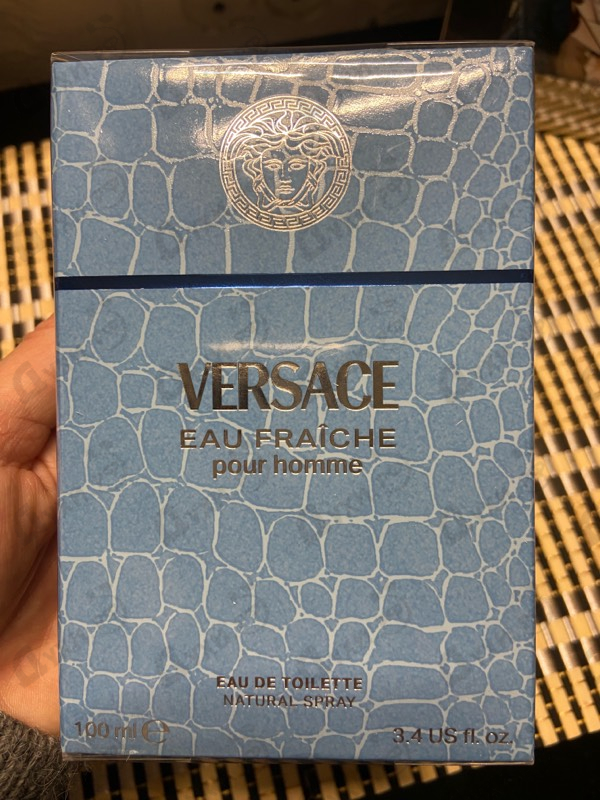 VERSACE
EAU FRAÎCHE
pour homme
EAU DE TOILETTE
NATURAL SPRAY
100 ml ℮
3.4 US fl. oz.